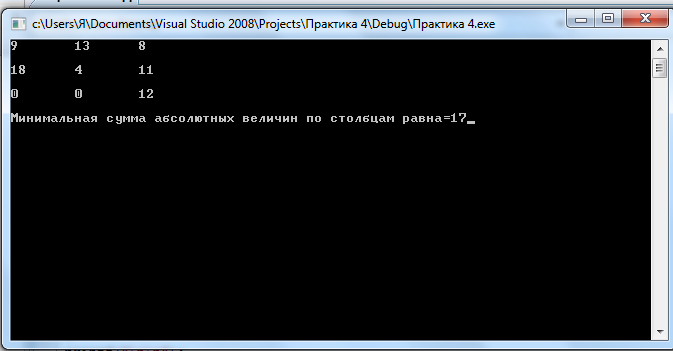 c:\Users\Я\Documents\Visual Studio 2008\Projects\Практика 4\Debug\Практика 4.exe
9 13 8
18 4 11
0 0 12
Минимальная сумма абсолютных величин по столбцам равна=17_